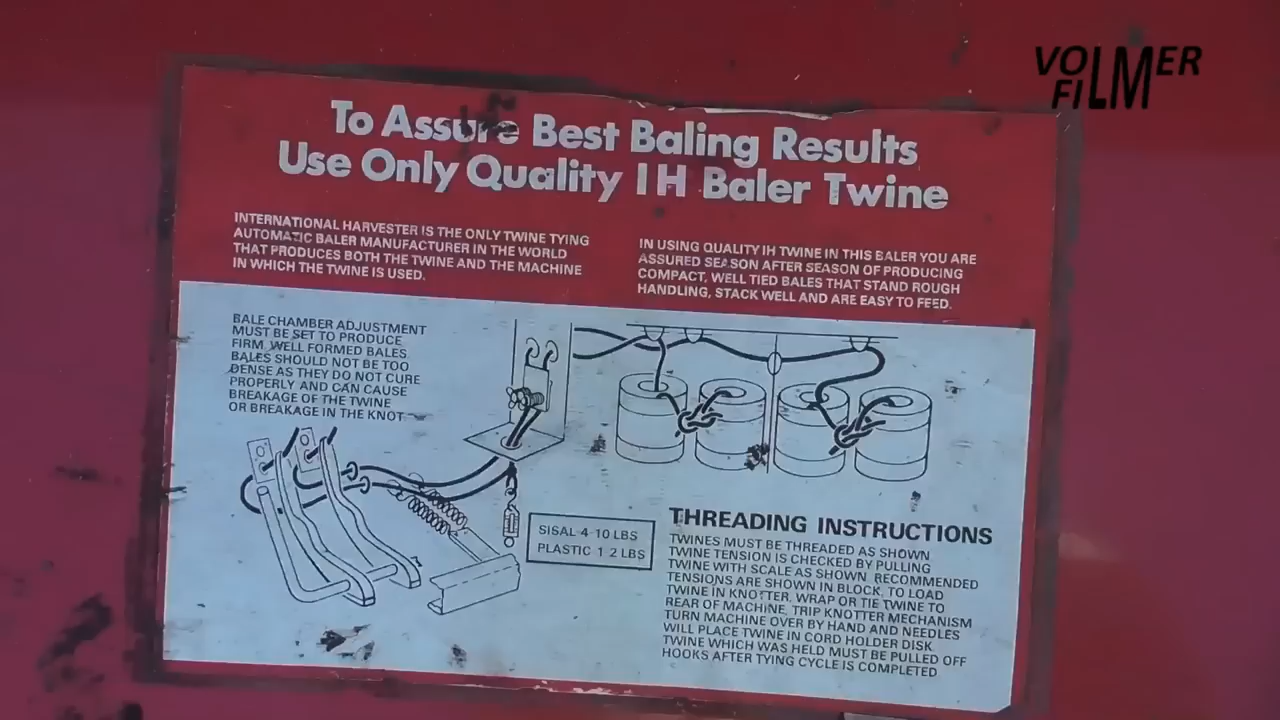 VOLMER
FILM
To Assure Best Baling Results
Use Only Quality IH Baler Twine
INTERNATIONAL HARVESTER IS THE ONLY TWINE TYING
AUTOMATIC BALER MANUFACTURER IN THE WORLD
THAT PRODUCES BOTH THE TWINE AND THE MACHINE
IN WHICH THE TWINE IS USED.
IN USING QUALITY IH TWINE IN THIS BALER YOU ARE
ASSURED SEASON AFTER SEASON OF PRODUCING
COMPACT, WELL TIED BALES THAT STAND ROUGH
HANDLING, STACK WELL AND ARE EASY TO FEED.
BALE CHAMBER ADJUSTMENT
MUST BE SET TO PRODUCE
FIRM, WELL FORMED BALES.
BALES SHOULD NOT BE TOO
DENSE AS THEY DO NOT CURE
PROPERLY AND CAN CAUSE
BREAKAGE OF THE TWINE
OR BREAKAGE IN THE KNOT
SISAL 4-10 LBS
PLASTIC 1-2 LBS
THREADING INSTRUCTIONS
TWINES MUST BE THREADED AS SHOWN
TWINE TENSION IS CHECKED BY PULLING
TWINE WITH SCALE AS SHOWN. RECOMMENDED
TENSIONS ARE SHOWN IN BLOCK. TO LOAD
TWINE IN KNOTTER, WRAP OR TIE TWINE TO
REAR OF MACHINE, TRIP KNOTTER MECHANISM
TURN MACHINE OVER BY HAND AND NEEDLES
WILL PLACE TWINE IN CORD HOLDER DISK.
TWINE WHICH WAS HELD MUST BE PULLED OFF
HOOKS AFTER TYING CYCLE IS COMPLETED